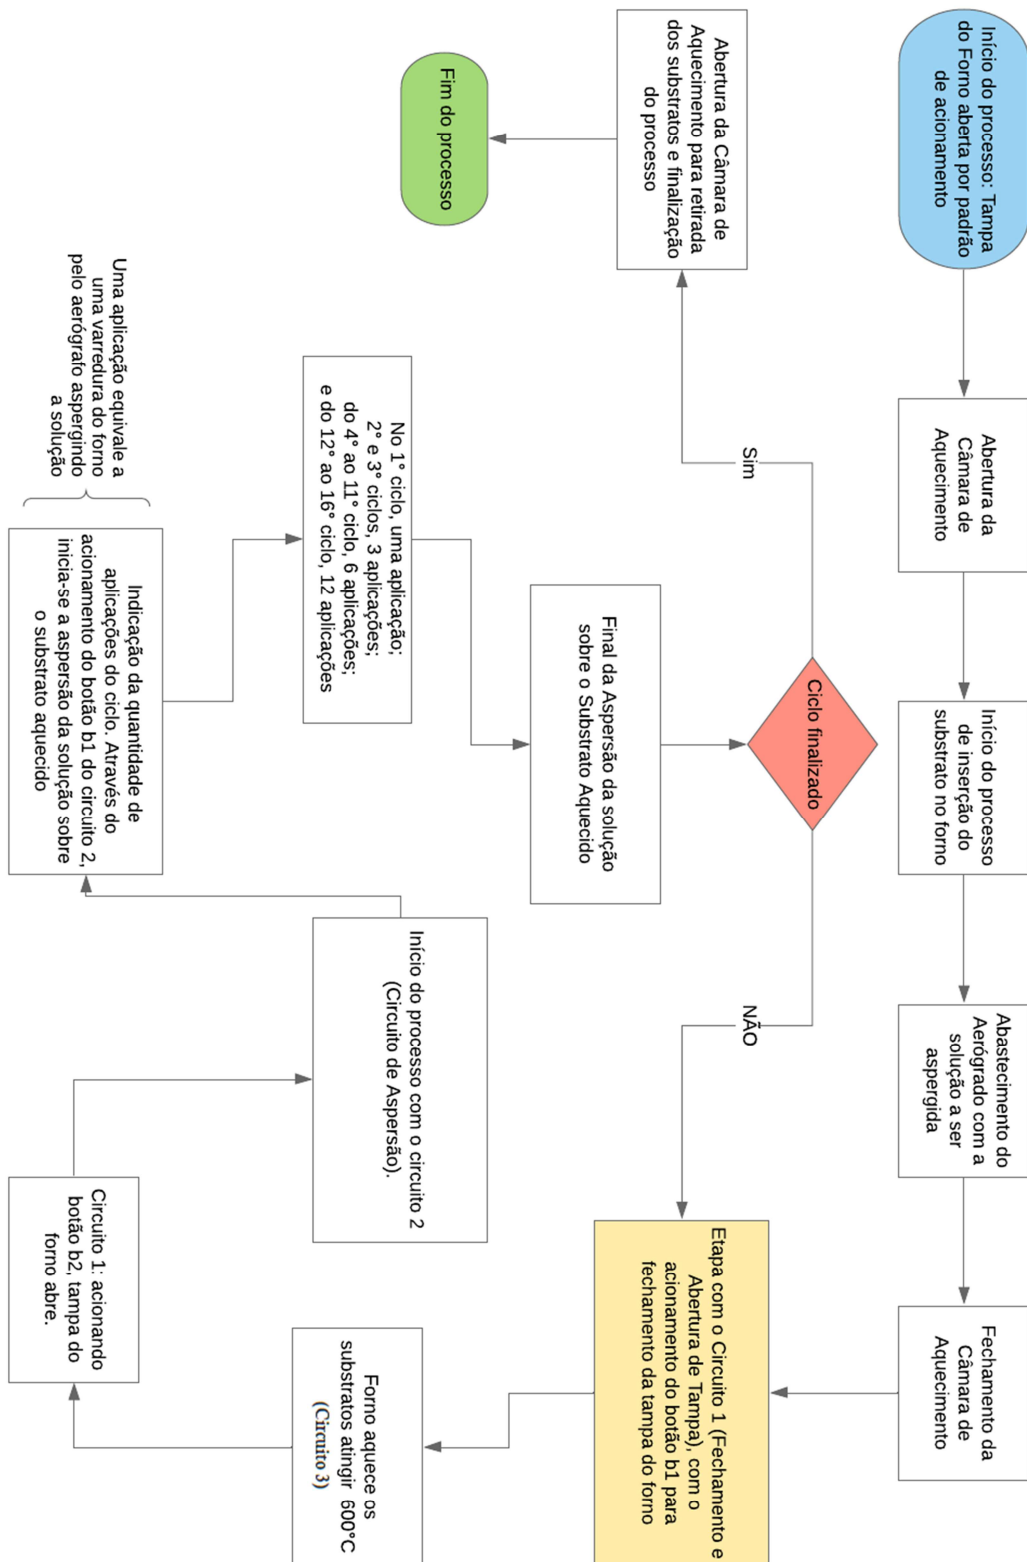 Início do processo: Tampa
do Forno aberta por padrão
de acionamento
Abertura da
Câmara de
Aquecimento
Início do processo
de inserção do
substrato no forno
Abastecimento do
Aerógrado com a
solução a ser
aspergida
Fechamento da
Câmara de
Aquecimento
Etapa com o Circuito 1 (Fechamento e
Abertura de Tampa), com o
acionamento do botão b1 para
fechamento da tampa do forno
Forno aquece os
substratos atingir 600°C
(Circuito 3)
Circuito 1: acionando
botão b2, tampa do
forno abre.
Início do processo com o circuito 2
(Circuito de Aspersão).
Indicação da quantidade de
aplicações do ciclo. Através do
acionamento do botão b1 do circuito 2,
inicia-se a aspersão da solução sobre
o substrato aquecido
Uma aplicação equivale a
uma varredura do forno
pelo aerógrafo aspergindo
a solução
No 1° ciclo, uma aplicação;
2° e 3° ciclos, 3 aplicações;
do 4° ao 11° ciclo, 6 aplicações;
e do 12° ao 16° ciclo, 12 aplicações
Final da Aspersão da solução
sobre o Substrato Aquecido
Ciclo finalizado
Sim
NÃO
Abertura da Câmara de
Aquecimento para retirada
dos substratos e finalização
do processo
Fim do processo